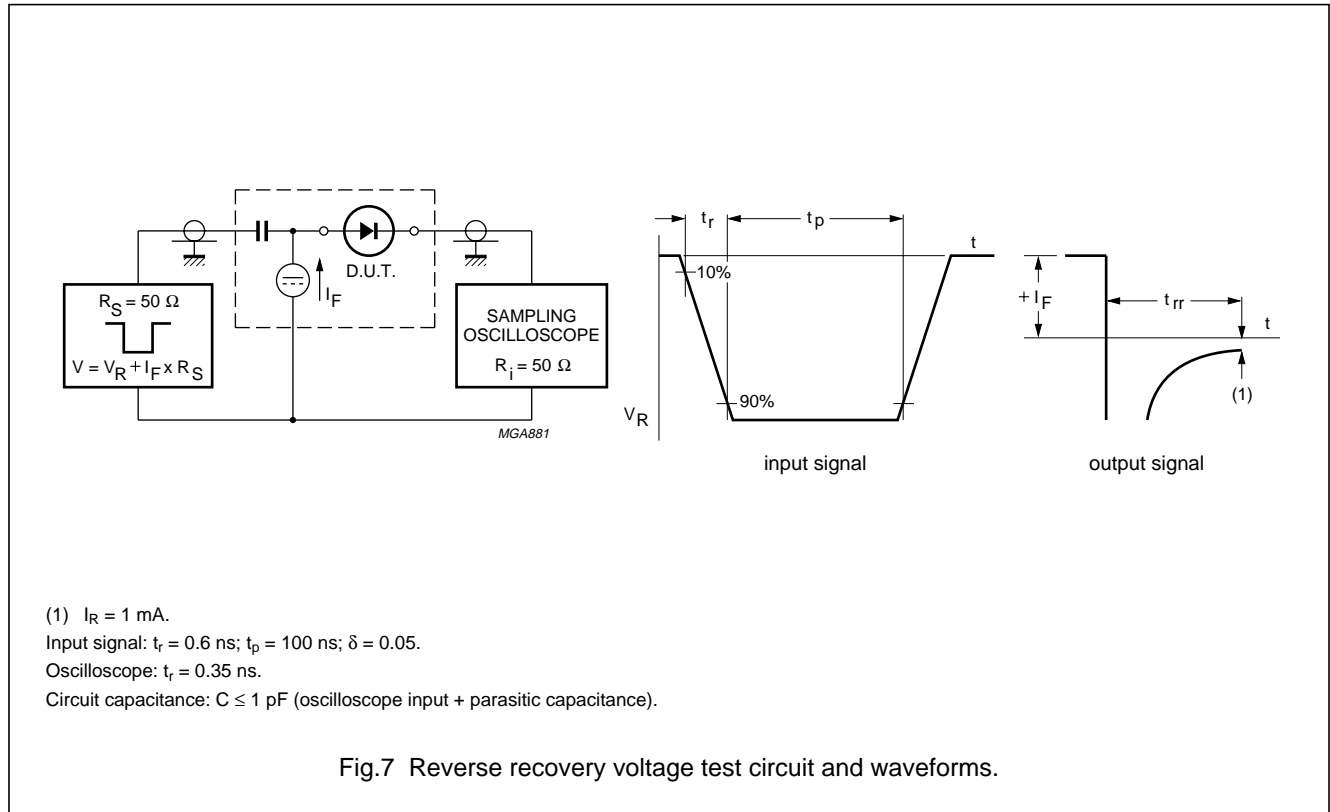 R_S = 50 Ω
V = V_R + I_F x R_S
I_F
D.U.T.
SAMPLING
OSCILLOSCOPE
R_i = 50 Ω
MGA881
t_r
t_p
t
10%
90%
V_R
input signal
+ I_F
t_rr
t
(1)
output signal
(1) I_R = 1 mA.
Input signal: t_r = 0.6 ns; t_p = 100 ns; δ = 0.05.
Oscilloscope: t_r = 0.35 ns.
Circuit capacitance: C ≤ 1 pF (oscilloscope input + parasitic capacitance).
Fig.7 Reverse recovery voltage test circuit and waveforms.